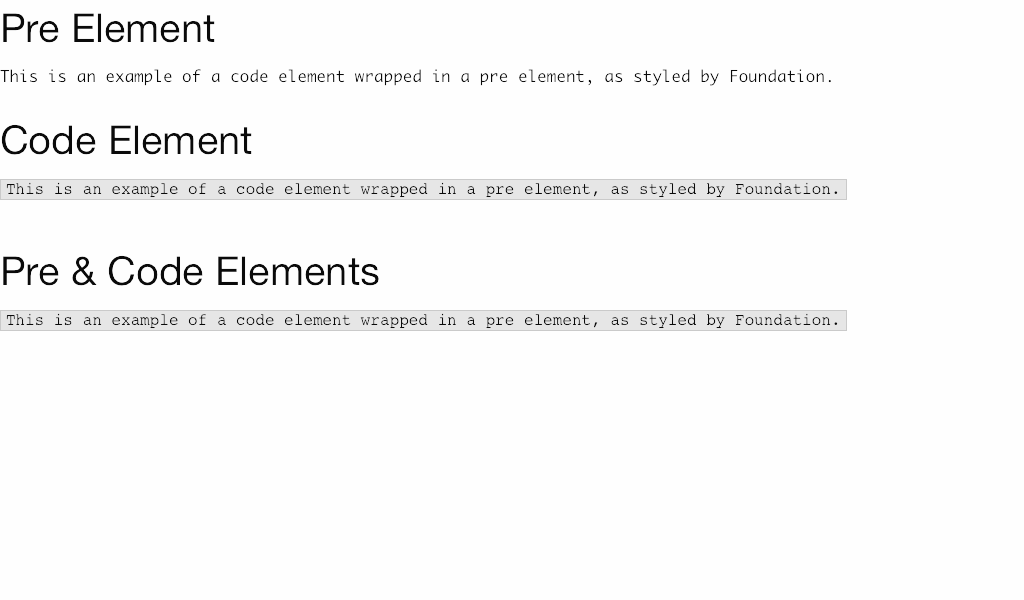 Pre Element
This is an example of a code element wrapped in a pre element, as styled by Foundation.
Code Element
This is an example of a code element wrapped in a pre element, as styled by Foundation.
Pre & Code Elements
This is an example of a code element wrapped in a pre element, as styled by Foundation.